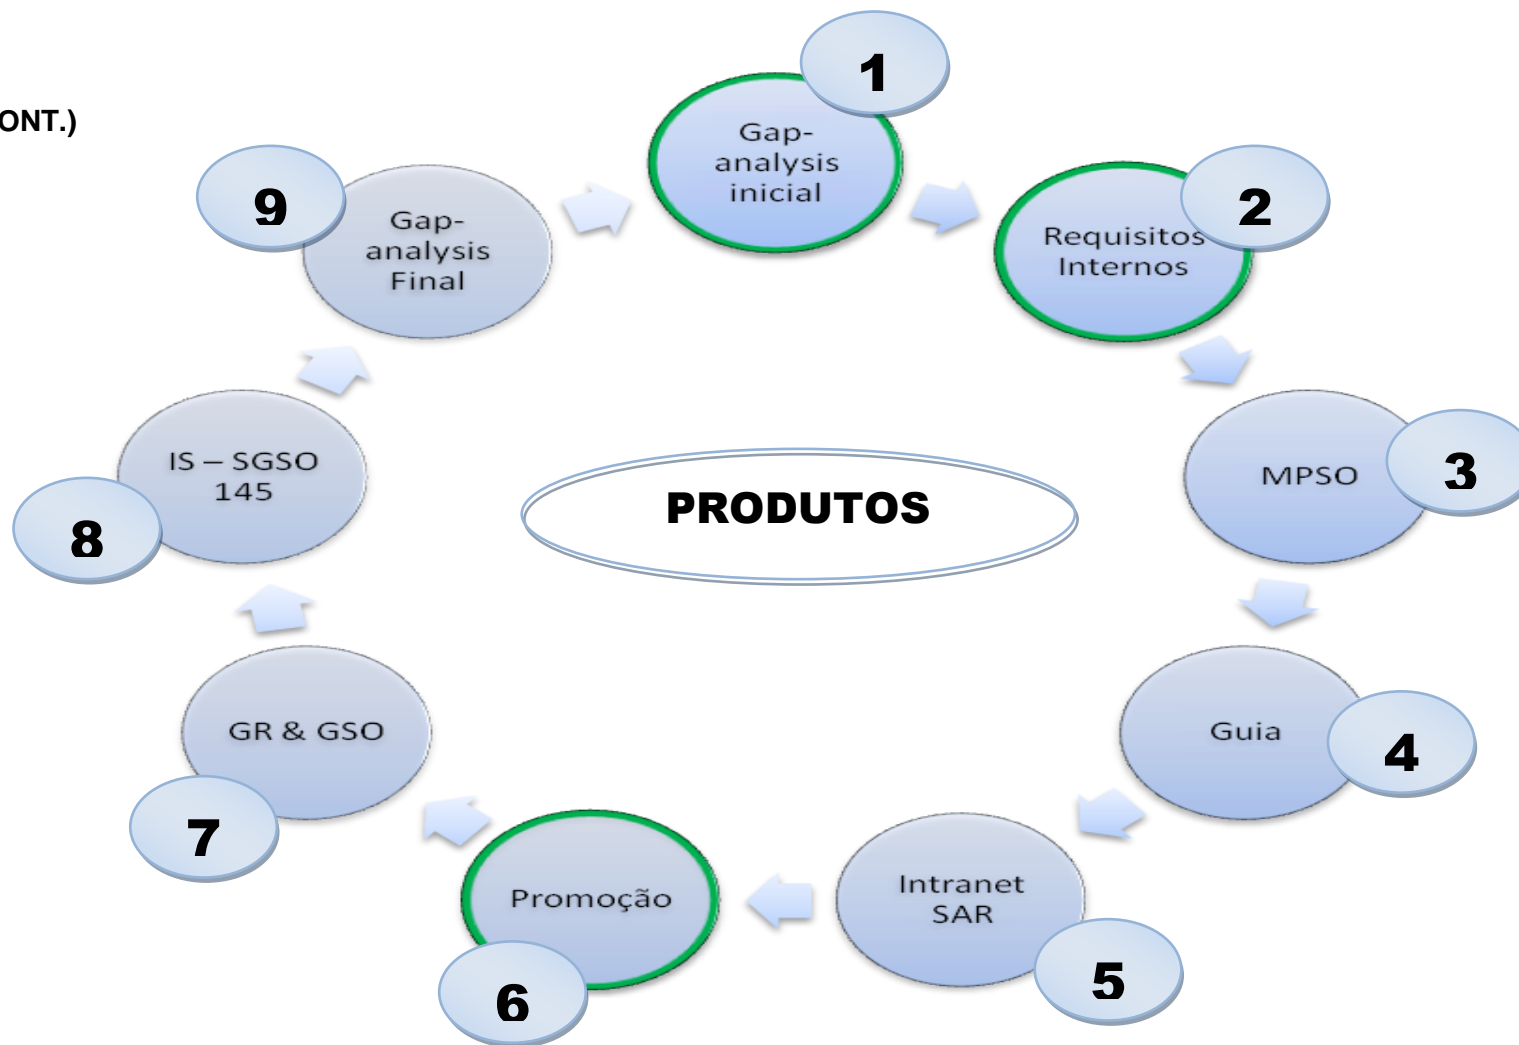 ONT.)
1
Gap-
analysis
inicial
2
Requisitos
Internos
3
MPSO
4
Guia
5
Intranet
SAR
6
Promoção
7
GR & GSO
8
IS – SGSO
145
9
Gap-
analysis
Final
PRODUTOS